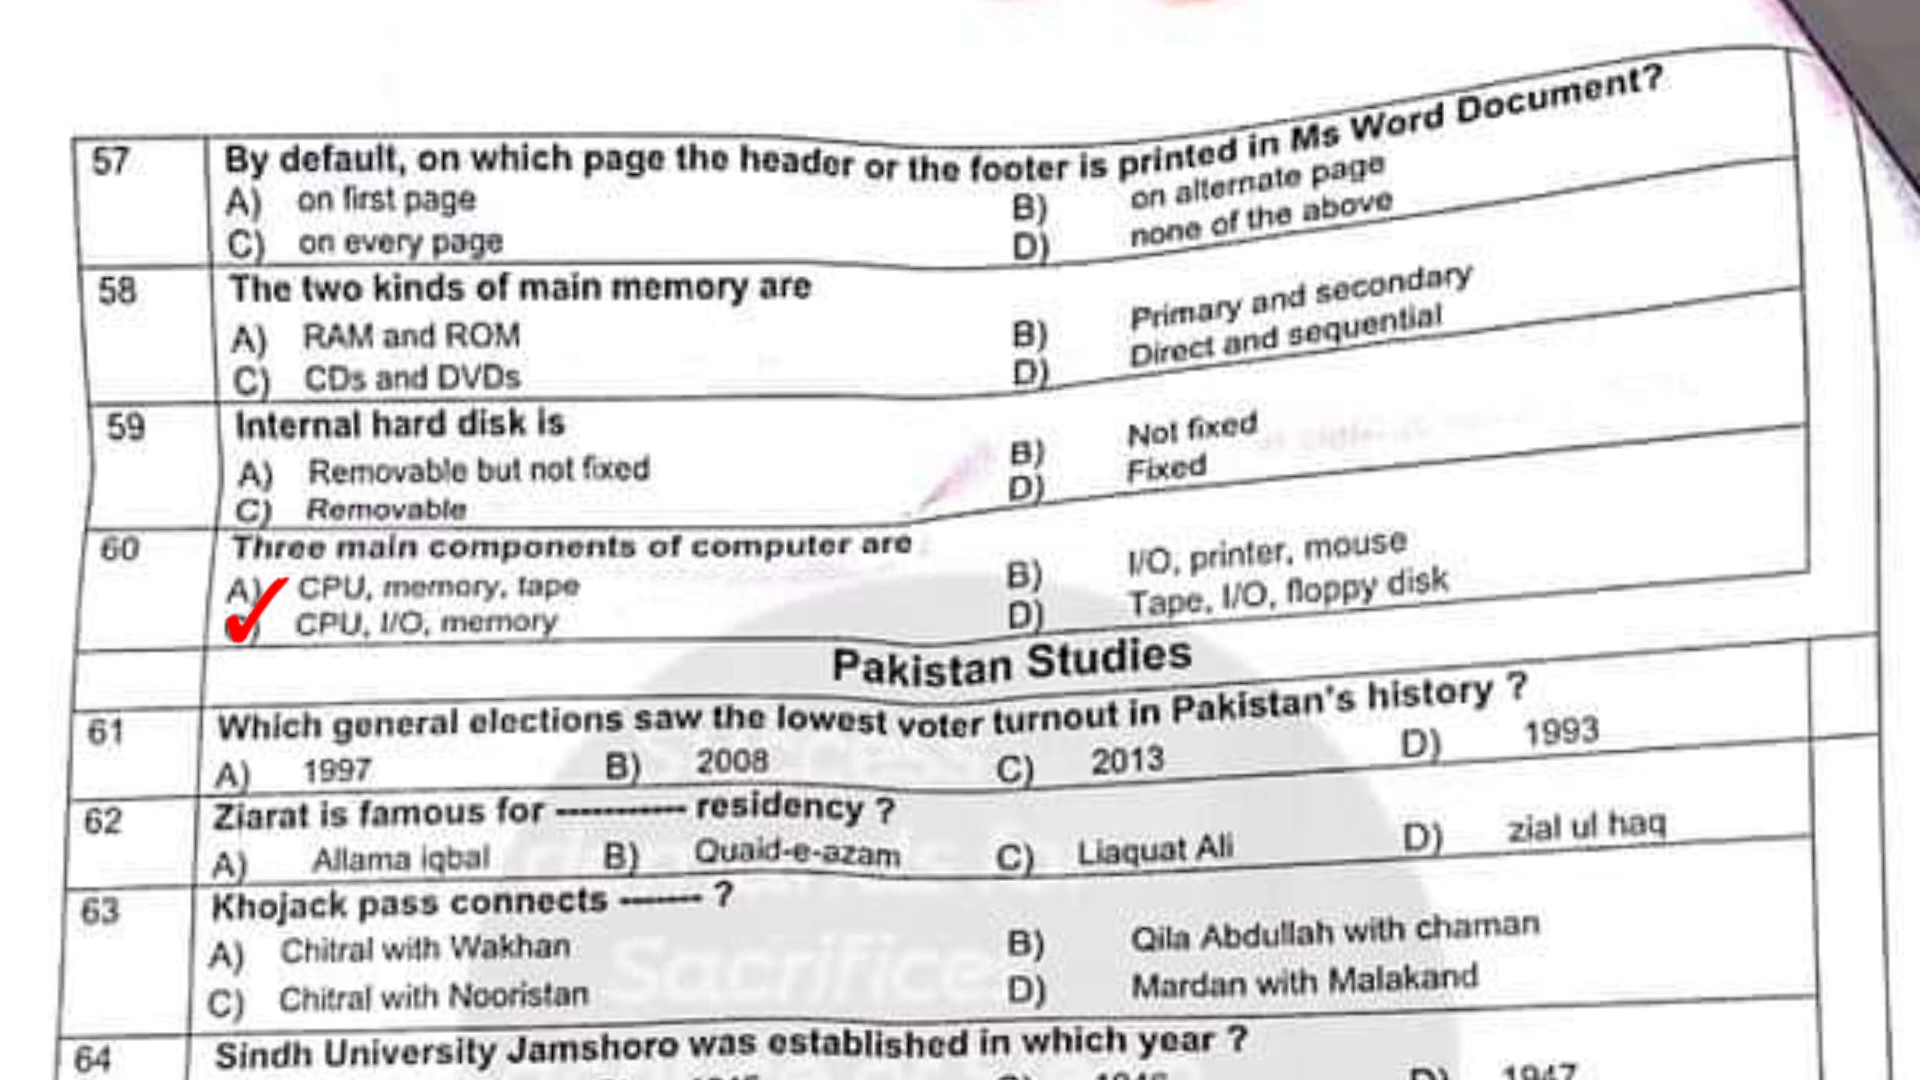 57 By default, on which page the header or the footer is printed in Ms Word Document?
A) on first page B) on alternate page
C) on every page D) none of the above
58 The two kinds of main memory are
A) RAM and ROM B) Primary and secondary
C) CDs and DVDs D) Direct and sequential
59 Internal hard disk is
A) Removable but not fixed B) Not fixed
C) Removable D) Fixed
60 Three main components of computer are
A) CPU, memory, tape B) I/O, printer, mouse
CPU, I/O, memory D) Tape, I/O, floppy disk
Pakistan Studies
61 Which general elections saw the lowest voter turnout in Pakistan's history ?
A) 1997 B) 2008 C) 2013 D) 1993
62 Ziarat is famous for ----------- residency ?
A) Allama iqbal B) Quaid-e-azam C) Liaquat Ali D) zial ul haq
63 Khojack pass connects ------- ?
A) Chitral with Wakhan B) Qila Abdullah with chaman
Sacrifice
C) Chitral with Nooristan D) Mardan with Malakand
64 Sindh University Jamshoro was established in which year ?
D) 1947